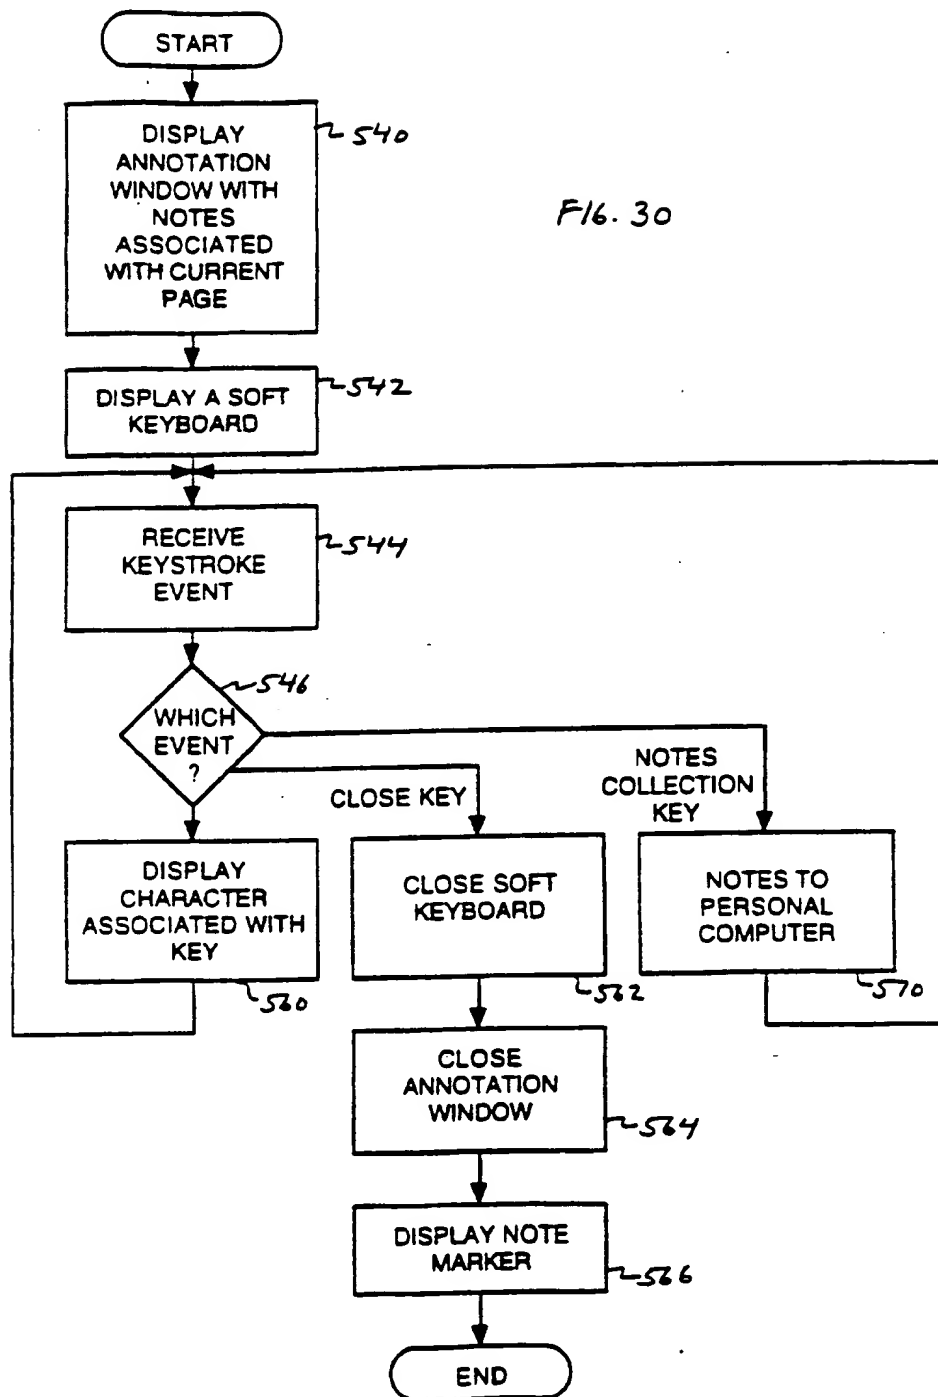 START
DISPLAY
ANNOTATION
WINDOW WITH
NOTES
ASSOCIATED
WITH CURRENT
PAGE
540
FIG. 30
DISPLAY A SOFT
KEYBOARD
542
RECEIVE
KEYSTROKE
EVENT
544
WHICH
EVENT
?
546
CLOSE KEY
NOTES
COLLECTION
KEY
DISPLAY
CHARACTER
ASSOCIATED WITH
KEY
560
CLOSE SOFT
KEYBOARD
562
NOTES TO
PERSONAL
COMPUTER
570
CLOSE
ANNOTATION
WINDOW
564
DISPLAY NOTE
MARKER
566
END